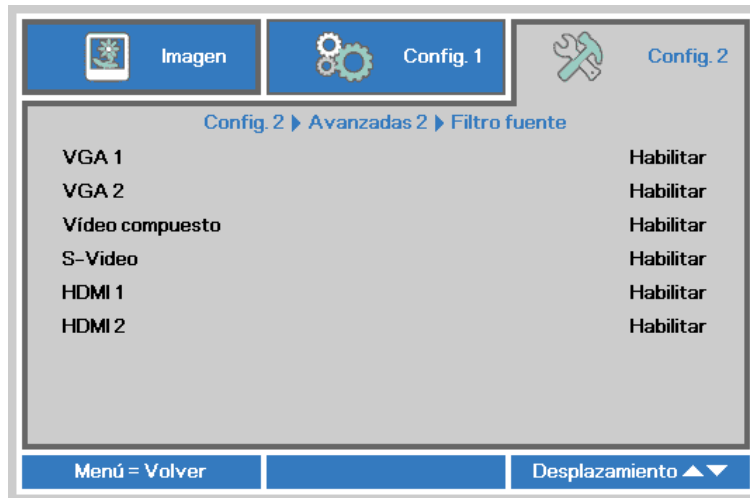 Imagen
Config. 1
Config. 2
Config. 2 ▶ Avanzadas 2 ▶ Filtro fuente
VGA 1 Habilitar
VGA 2 Habilitar
Vídeo compuesto Habilitar
S-Video Habilitar
HDMI 1 Habilitar
HDMI 2 Habilitar
Menú = Volver
Desplazamiento ▲▼